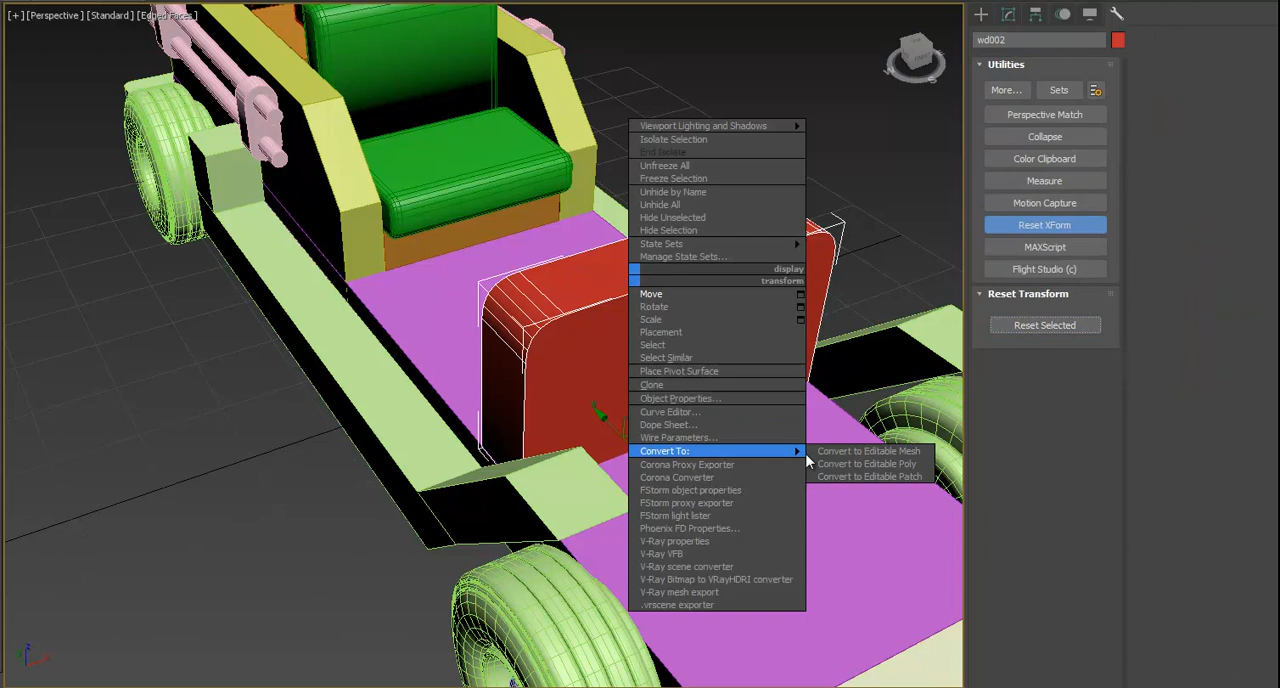 [+] [Perspective] [Standard] [Edged Faces]
wd002
Utilities
More...
Sets
Perspective Match
Collapse
Color Clipboard
Measure
Motion Capture
Reset XForm
MAXScript
Flight Studio (c)
Reset Transform
Reset Selected
Viewport Lighting and Shadows
Isolate Selection
End Isolate
Unfreeze All
Freeze Selection
Unhide by Name
Unhide All
Hide Unselected
Hide Selection
State Sets
Manage State Sets...
display
transform
Move
Rotate
Scale
Placement
Select
Select Similar
Place Pivot Surface
Clone
Object Properties...
Curve Editor...
Dope Sheet...
Wire Parameters...
Convert To:
Corona Proxy Exporter
Corona Converter
FStorm object properties
FStorm proxy exporter
FStorm light lister
Phoenix FD Properties...
V-Ray properties
V-Ray VFB
V-Ray scene converter
V-Ray Bitmap to VRayHDRI converter
V-Ray mesh export
.vrscene exporter
Convert to Editable Mesh
Convert to Editable Poly
Convert to Editable Patch